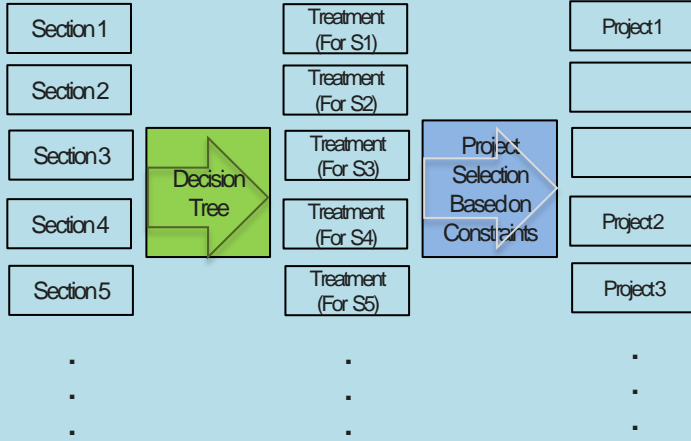 Section 1
Section 2
Section 3
Section 4
Section 5
.
.
.
Decision
Tree
Treatment
(For S1)
Treatment
(For S2)
Treatment
(For S3)
Treatment
(For S4)
Treatment
(For S5)
.
.
.
Project
Selection
Based on
Constraints
Project 1
Project 2
Project 3
.
.
.